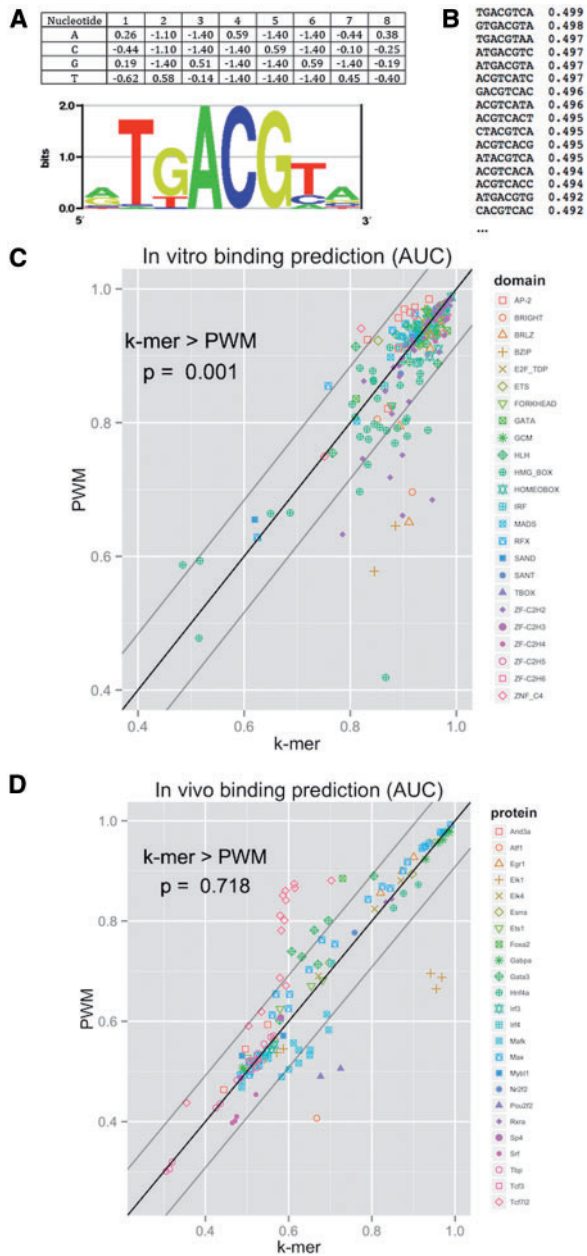 A
Nucleotide 1 2 3 4 5 6 7 8
A 0.26 -1.10 -1.40 0.59 -1.40 -1.40 -0.44 0.38
C -0.44 -1.10 -1.40 -1.40 0.59 -1.40 -0.10 -0.25
G 0.19 -1.40 0.51 -1.40 -1.40 0.59 -1.40 -0.19
T -0.62 0.58 -0.14 -1.40 -1.40 -1.40 0.45 -0.40
2.0
bits
1.0
0.0
5′
3′
B
TGACGTCA 0.499
GTGACGTA 0.498
TGACGTAA 0.497
ATGACGTC 0.497
ATGACGTA 0.497
ACGTCATC 0.497
GACGTCAC 0.496
ACGTCATA 0.496
ACGTCACT 0.495
CTACGTCA 0.495
ACGTCACG 0.495
ATACGTCA 0.495
ACGTCACA 0.494
ACGTCACC 0.494
ATGACGTG 0.492
CACGTCAC 0.492
...
C
In vitro binding prediction (AUC)
k-mer > PWM
p = 0.001
PWM
1.0
0.8
0.6
0.4
0.4 0.6 0.8 1.0
k-mer
domain
AP-2
BRIGHT
BRLZ
BZIP
E2F_TDP
ETS
FORKHEAD
GATA
GCM
HLH
HMG_BOX
HOMEOBOX
IRF
MADS
RFX
SAND
SANT
TBOX
ZF-C2H2
ZF-C2H3
ZF-C2H4
ZF-C2H5
ZF-C2H6
ZNF_C4
D
In vivo binding prediction (AUC)
k-mer > PWM
p = 0.718
PWM
1.0
0.8
0.6
0.4
0.4 0.6 0.8 1.0
k-mer
protein
Arid3a
Atf1
Egr1
Elk1
Elk4
Esrra
Ets1
Foxa2
Gabpa
Gata3
Hnf4a
Irf3
Irf4
Mafk
Max
Mybl1
Nr2f2
Pou2f2
Rxra
Sp4
Srf
Tbp
Tcf3
Tcf7l2